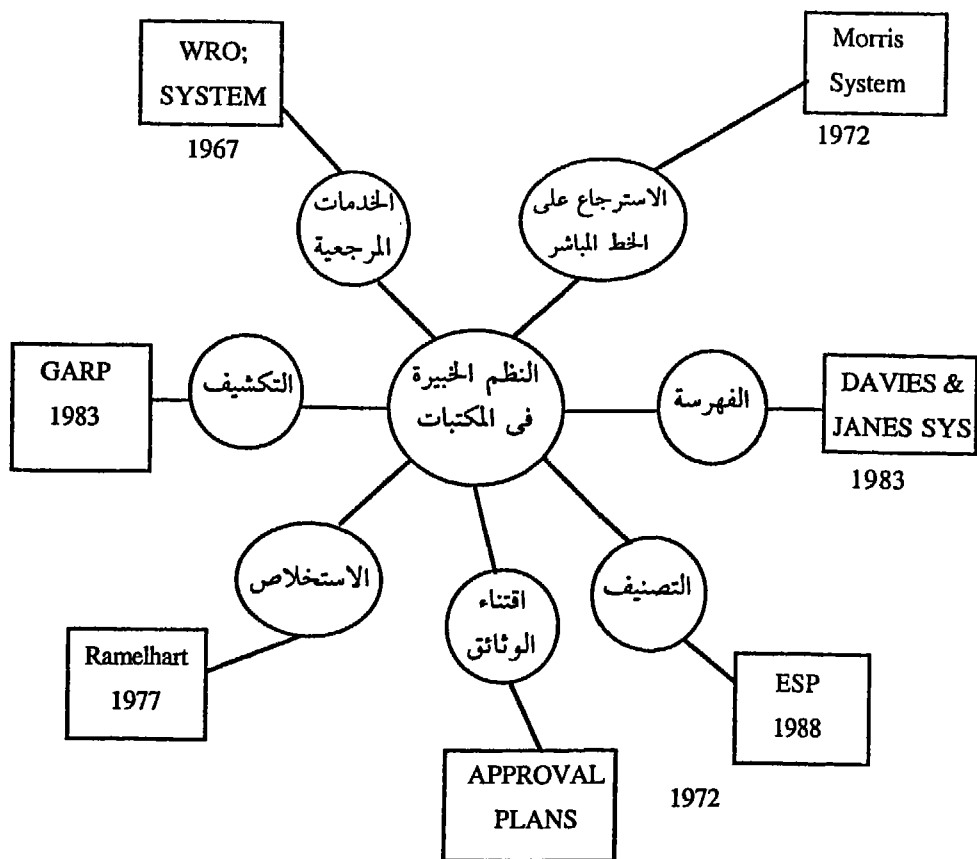 WRO;
SYSTEM
1967
Morris
System
1972
الخدمات
المرجعية
الاسترجاع على
الخط المباشر
GARP
1983
التكشيف
النظم الخبيرة
فى المكتبات
الفهرسة
DAVIES &
JANES SYS
1983
الاستخلاص
اقتناء
الوثائق
التصنيف
Ramelhart
1977
ESP
1988
APPROVAL
PLANS
1972